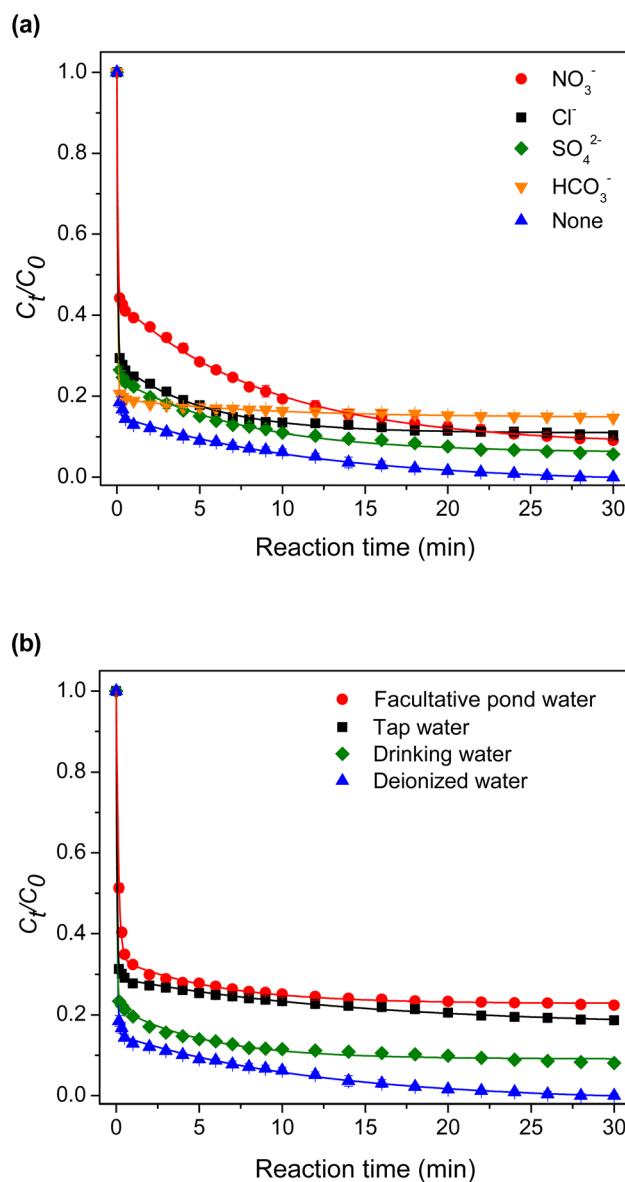 (a)
1.0
0.8
0.6
0.4
0.2
0.0
Cₜ/C₀
NO₃⁻
Cl⁻
SO₄²⁻
HCO₃⁻
None
0 5 10 15 20 25 30
Reaction time (min)
(b)
1.0
0.8
0.6
0.4
0.2
0.0
Cₜ/C₀
Facultative pond water
Tap water
Drinking water
Deionized water
0 5 10 15 20 25 30
Reaction time (min)